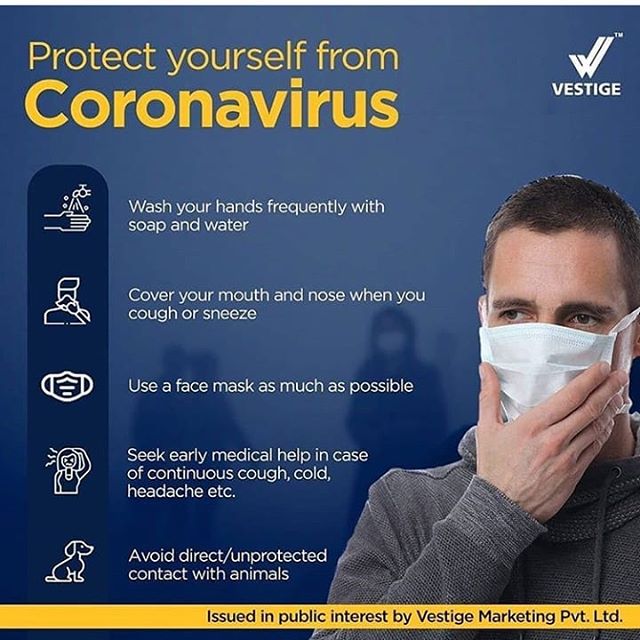 Protect yourself from
Coronavirus
TM
VESTIGE
Wash your hands frequently with
soap and water
Cover your mouth and nose when you
cough or sneeze
Use a face mask as much as possible
Seek early medical help in case
of continuous cough, cold,
headache etc.
Avoid direct/unprotected
contact with animals
Issued in public interest by Vestige Marketing Pvt. Ltd.